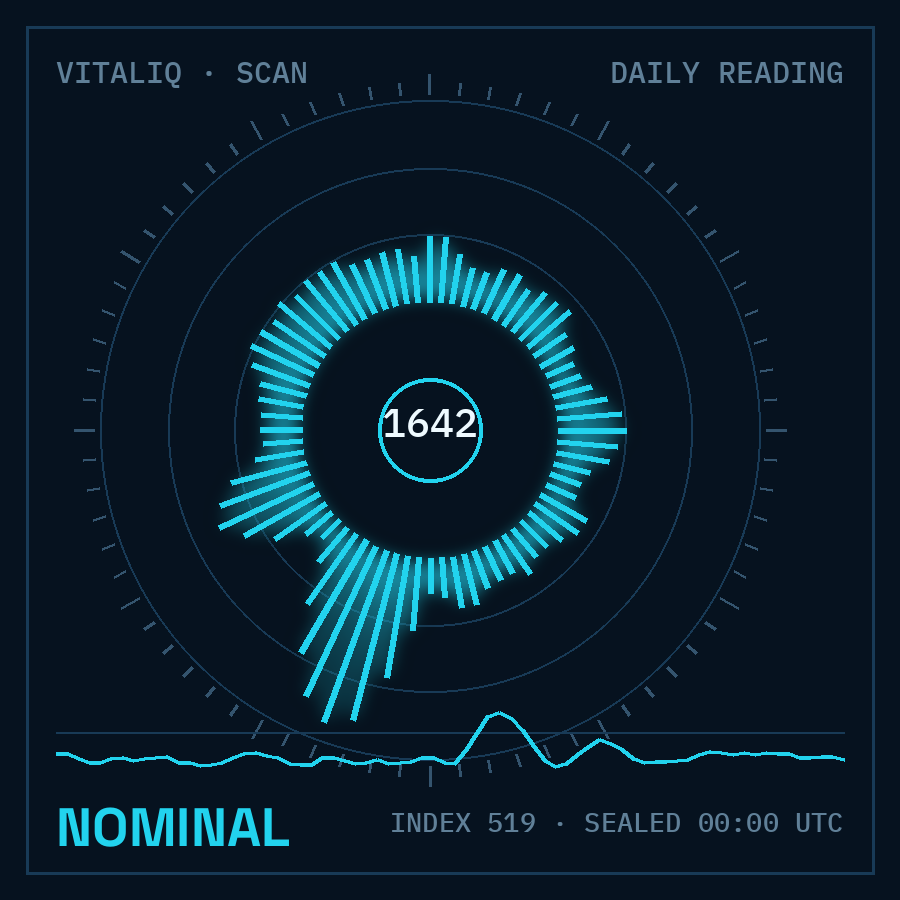 VITALIQ · SCAN
DAILY READING
1642
NOMINAL
INDEX 519 · SEALED 00:00 UTC